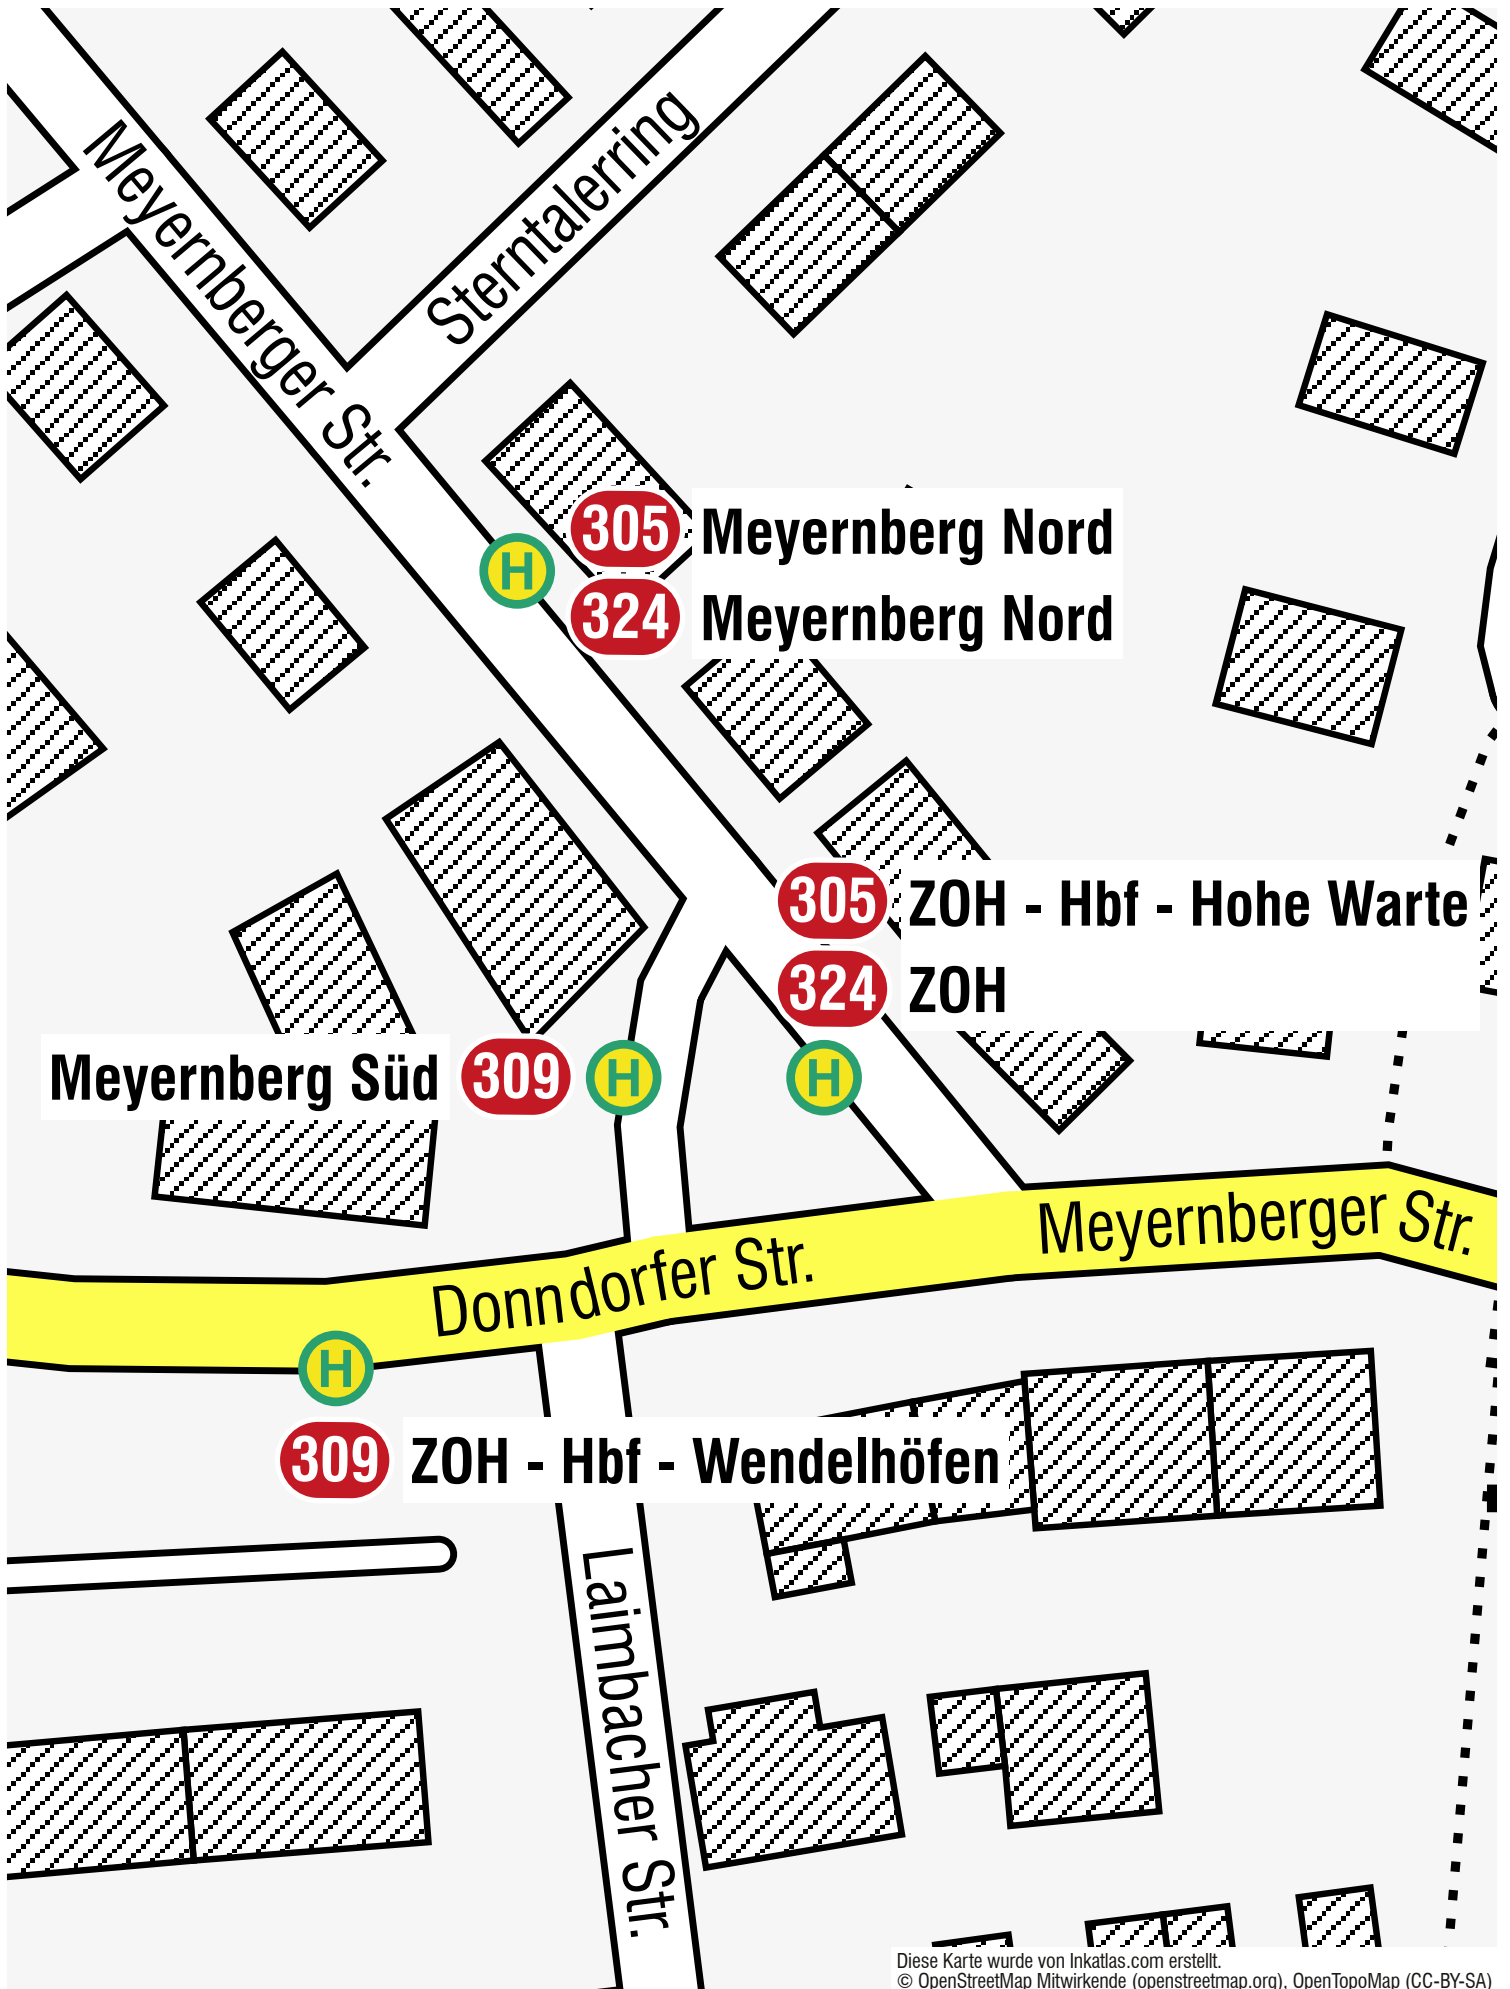 Meyernberger Str.
Sterntalerring
H
305 Meyernberg Nord
324 Meyernberg Nord
305 ZOH - Hbf - Hohe Warte
324 ZOH
Meyernberg Süd 309 H
H
Donndorfer Str.
Meyernberger Str.
H
309 ZOH - Hbf - Wendelhöfen
Laimbacher Str.
Diese Karte wurde von Inkatlas.com erstellt.
© OpenStreetMap Mitwirkende (openstreetmap.org), OpenTopoMap (CC-BY-SA)